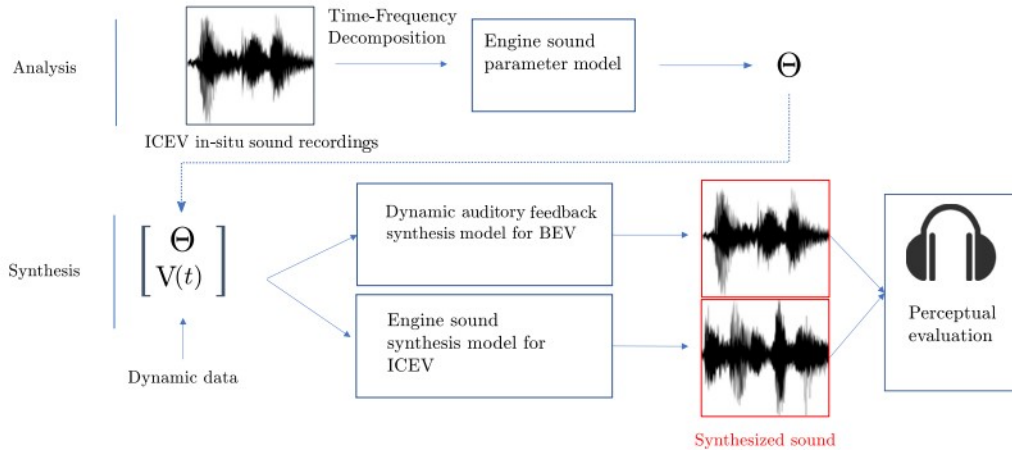 Analysis
Time-Frequency
Decomposition
ICEV in-situ sound recordings
Engine sound
parameter model
Θ
Synthesis
Θ
V(t)
Dynamic data
Dynamic auditory feedback
synthesis model for BEV
Engine sound
synthesis model for
ICEV
Synthesized sound
Perceptual
evaluation